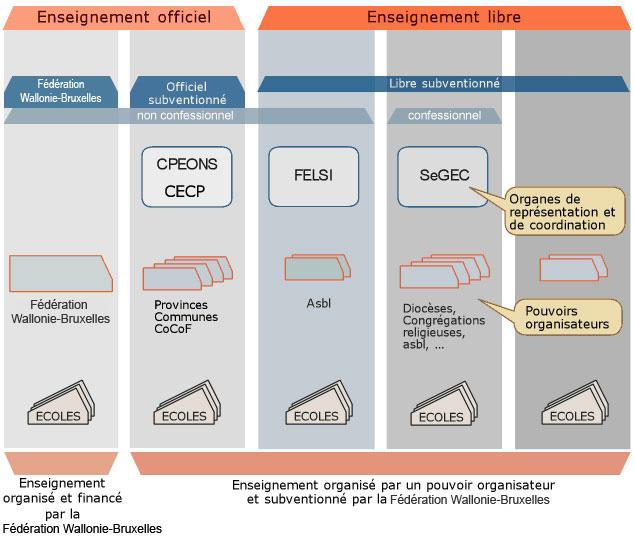 Enseignement officiel
Enseignement libre
Fédération
Wallonie-Bruxelles
Officiel
subventionné
Libre subventionné
non confessionnel
confessionnel
CPEONS
CECP
FELSI
SeGEC
Organes de
représentation et
de coordination
Fédération
Wallonie-Bruxelles
Provinces
Communes
CoCoF
Asbl
Diocèses,
Congrégations
religieuses,
asbl, ...
Pouvoirs
organisateurs
ECOLES
ECOLES
ECOLES
ECOLES
ECOLES
Enseignement
organisé et financé
par la
Fédération Wallonie-Bruxelles
Enseignement organisé par un pouvoir organisateur
et subventionné par la Fédération Wallonie-Bruxelles